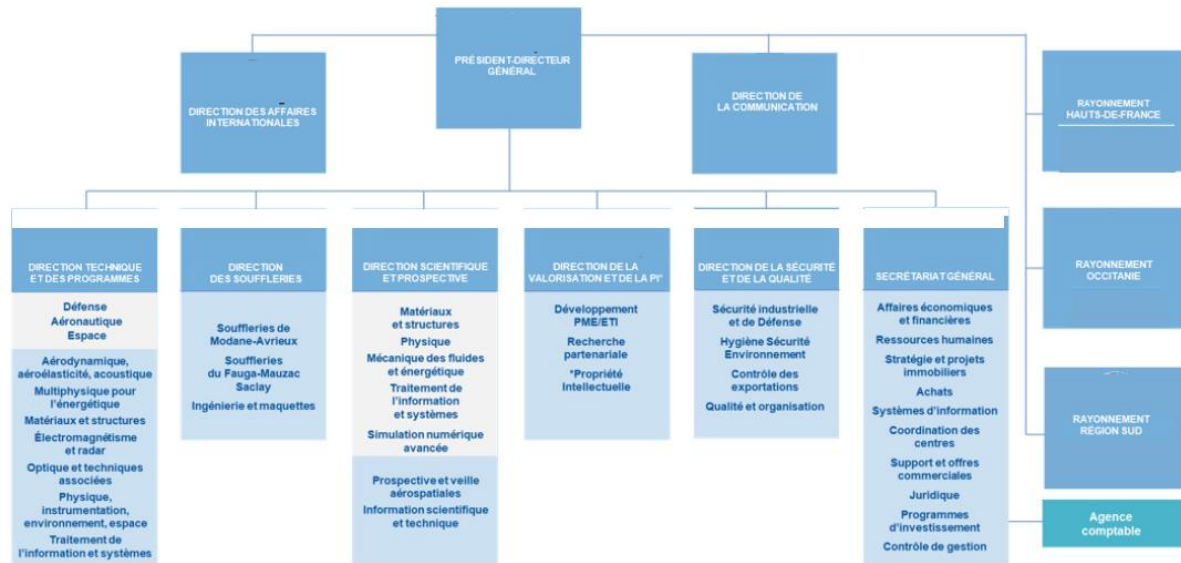 PRÉSIDENT-DIRECTEUR
GÉNÉRAL
DIRECTION DES AFFAIRES
INTERNATIONALES
DIRECTION DE
LA COMMUNICATION
RAYONNEMENT
HAUTS-DE-FRANCE
RAYONNEMENT
OCCITANIE
RAYONNEMENT
RÉGION SUD
DIRECTION TECHNIQUE
ET DES PROGRAMMES
Défense
Aéronautique
Espace
Aérodynamique,
aéroélasticité, acoustique
Multiphysique pour
l'énergétique
Matériaux et structures
Électromagnétisme
et radar
Optique et techniques
associées
Physique,
instrumentation,
environnement, espace
Traitement de
l'information et systèmes
DIRECTION
DES SOUFFLERIES
Souffleries de
Modane-Avrieux
Souffleries
du Fauga-Mauzac
Saclay
Ingénierie et maquettes
DIRECTION SCIENTIFIQUE
ET PROSPECTIVE
Matériaux
et structures
Physique
Mécanique des fluides
et énergétique
Traitement de
l'information
et systèmes
Simulation numérique
avancée
Prospective et veille
aérospatiales
Information scientifique
et technique
DIRECTION DE LA
VALORISATION ET DE LA PI*
Développement
PME/ETI
Recherche
partenariale
*Propriété
Intellectuelle
DIRECTION DE LA SÉCURITÉ
ET DE LA QUALITÉ
Sécurité industrielle
et de Défense
Hygiène Sécurité
Environnement
Contrôle des
exportations
Qualité et organisation
SECRÉTARIAT GÉNÉRAL
Affaires économiques
et financières
Ressources humaines
Stratégie et projets
immobiliers
Achats
Systèmes d'information
Coordination des
centres
Support et offres
commerciales
Juridique
Programmes
d'investissement
Contrôle de gestion
Agence
comptable